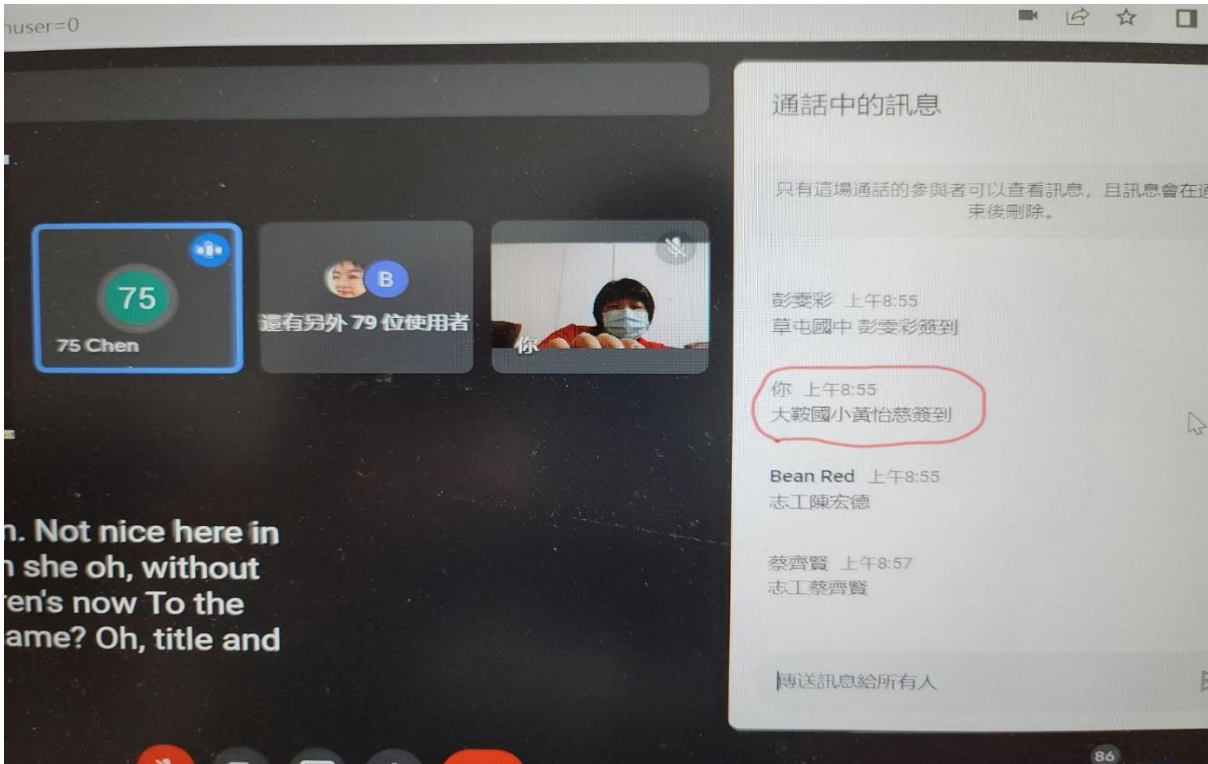 nuser=0
通話中的訊息
只有這場通話的參與者可以查看訊息，且訊息會在通
束後刪除。
75
75 Chen
B
還有另外 79 位使用者
你
彭雯彩 上午8:55
草屯國中 彭雯彩簽到
你 上午8:55
大鞍國小黃怡慈簽到
Bean Red 上午8:55
志工陳宏德
蔡齊賢 上午8:57
志工蔡齊賢
n. Not nice here in
she oh, without
en's now To the
ame? Oh, title and
傳送訊息給所有人
86